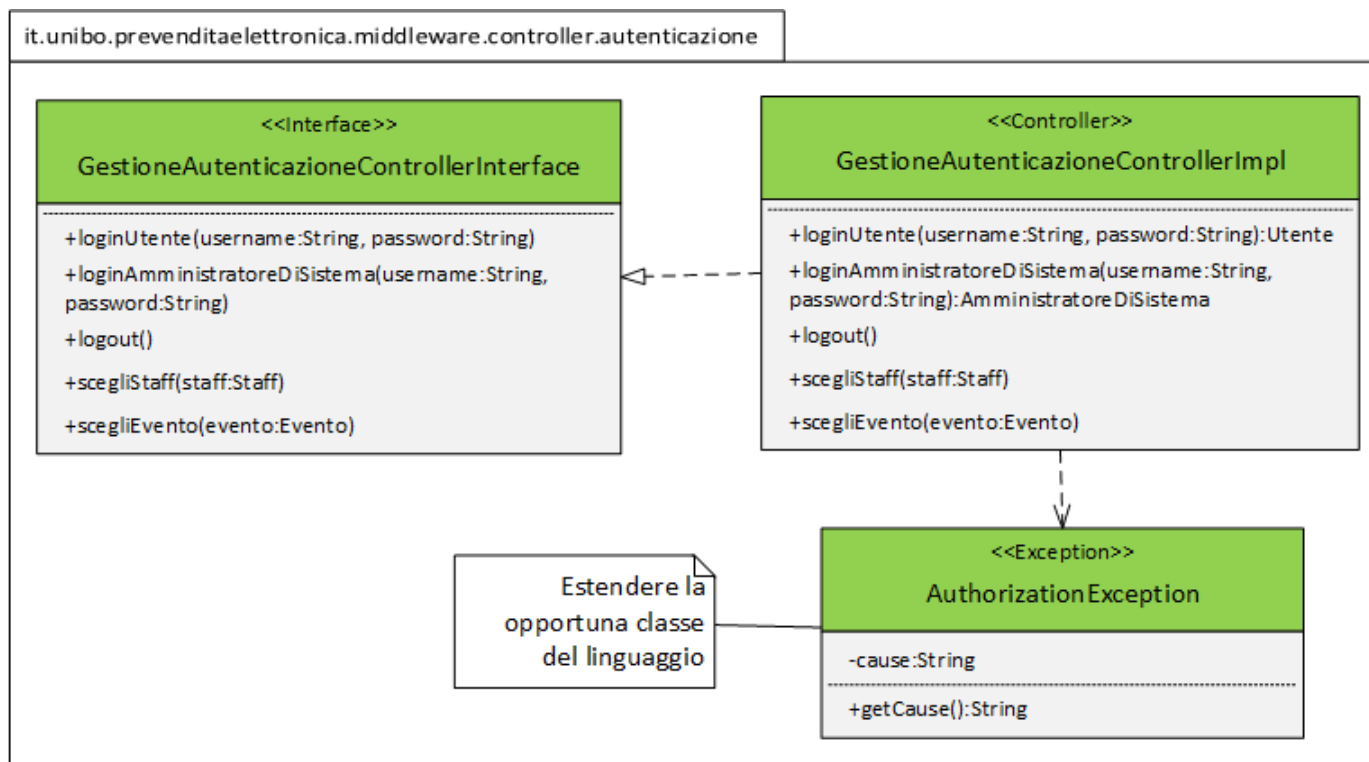 it.unibo.prevenditaelettronica.middleware.controller.autenticazione
<<Interface>>
GestioneAutenticazioneControllerInterface
+loginUtente(username:String, password:String)
+loginAmministratoreDiSistema(username:String,
password:String)
+logout()
+scegliStaff(staff:Staff)
+scegliEvento(evento:Evento)
<<Controller>>
GestioneAutenticazioneControllerImpl
+loginUtente(username:String, password:String):Utente
+loginAmministratoreDiSistema(username:String,
password:String):AmministratoreDiSistema
+logout()
+scegliStaff(staff:Staff)
+scegliEvento(evento:Evento)
Estendere la
opportuna classe
del linguaggio
<<Exception>>
AuthorizationException
-cause:String
+getCause():String